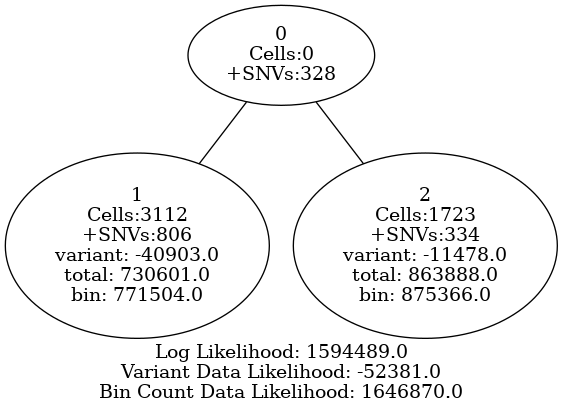 0
Cells:0
+SNVs:328
1
Cells:3112
+SNVs:806
variant: -40903.0
total: 730601.0
bin: 771504.0
2
Cells:1723
+SNVs:334
variant: -11478.0
total: 863888.0
bin: 875366.0
Log Likelihood: 1594489.0
Variant Data Likelihood: -52381.0
Bin Count Data Likelihood: 1646870.0